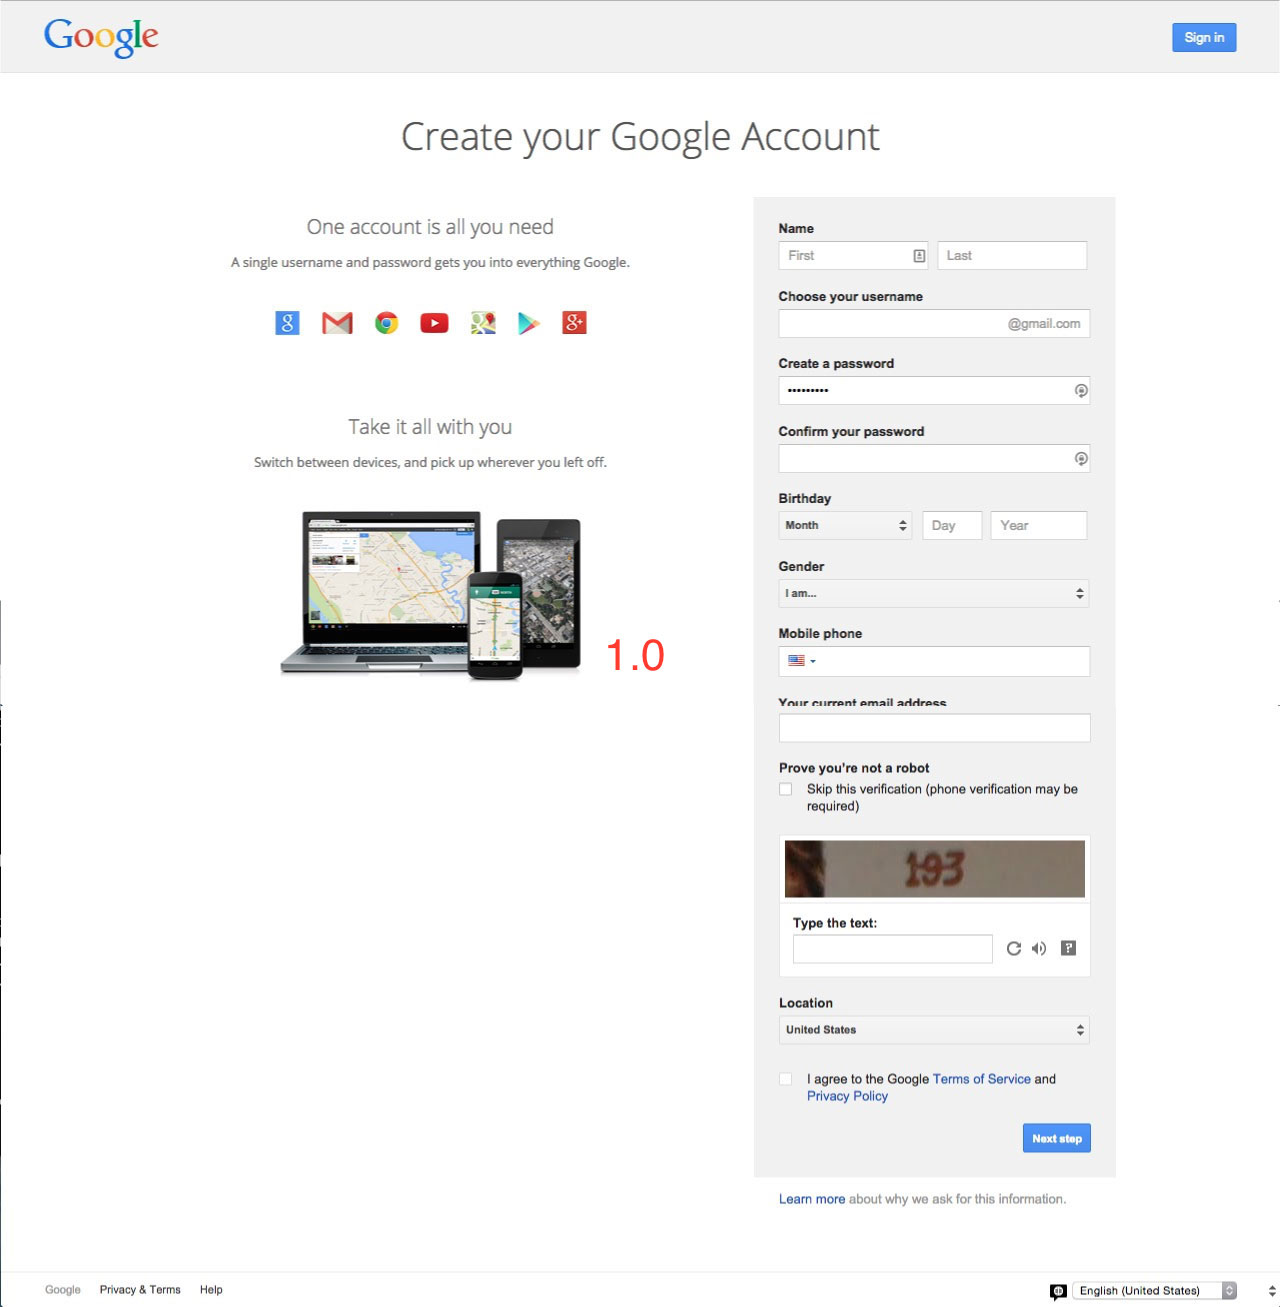 Google
Sign in
Create your Google Account
One account is all you need
A single username and password gets you into everything Google.
Take it all with you
Switch between devices, and pick up wherever you left off.
1.0
Name
First
Last
Choose your username
@gmail.com
Create a password
•••••••••
Confirm your password
Birthday
Month
Day
Year
Gender
I am...
Mobile phone
Your current email address
Prove you're not a robot
Skip this verification (phone verification may be
required)
193
Type the text:
Location
United States
I agree to the Google Terms of Service and
Privacy Policy
Next step
Learn more about why we ask for this information.
Google
Privacy & Terms
Help
English (United States)